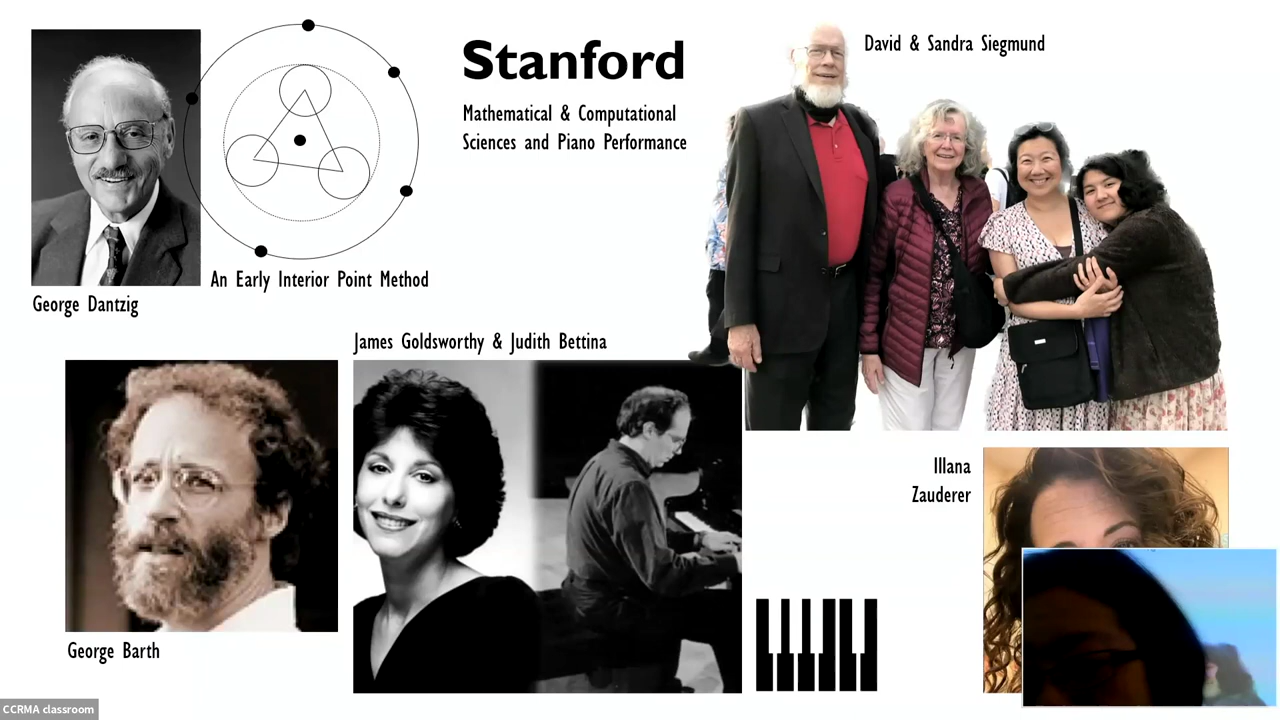 Stanford
Mathematical & Computational
Sciences and Piano Performance
David & Sandra Siegmund
An Early Interior Point Method
George Dantzig
James Goldsworthy & Judith Bettina
Illana
Zauderer
George Barth
CCRMA classroom